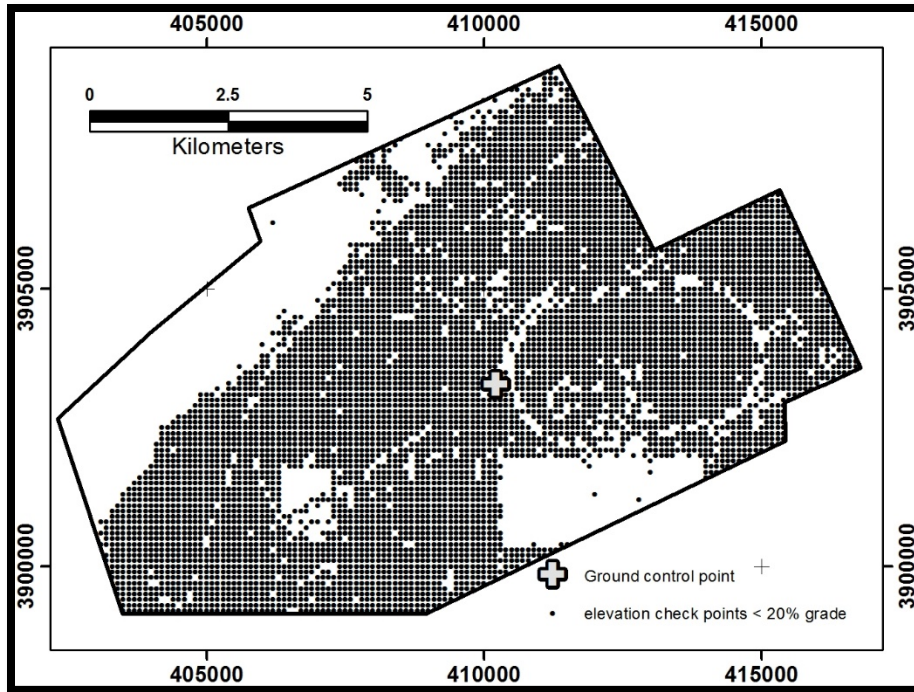 405000 410000 415000
0 2.5 5
Kilometers
3905000 3905000
3900000 3900000
Ground control point
elevation check points < 20% grade
405000 410000 415000